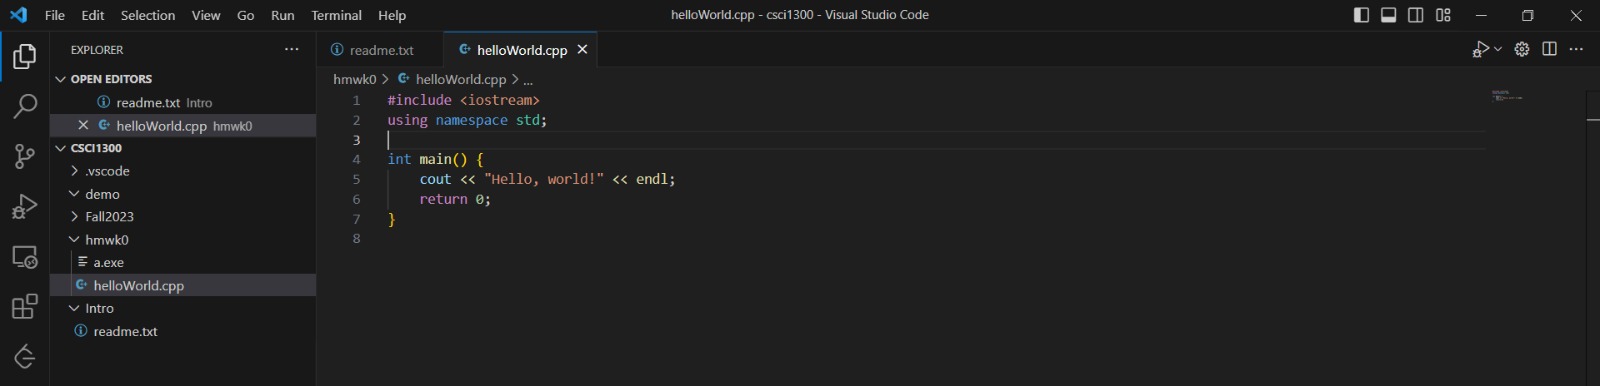 File Edit Selection View Go Run Terminal Help
helloWorld.cpp - csci1300 - Visual Studio Code
EXPLORER
OPEN EDITORS
readme.txt Intro
helloWorld.cpp hmwk0
CSCI1300
.vscode
demo
Fall2023
hmwk0
a.exe
helloWorld.cpp
Intro
readme.txt
readme.txt
helloWorld.cpp
hmwk0 > helloWorld.cpp > ...
1 #include <iostream>
2 using namespace std;
3
4 int main() {
5 cout << "Hello, world!" << endl;
6 return 0;
7 }
8